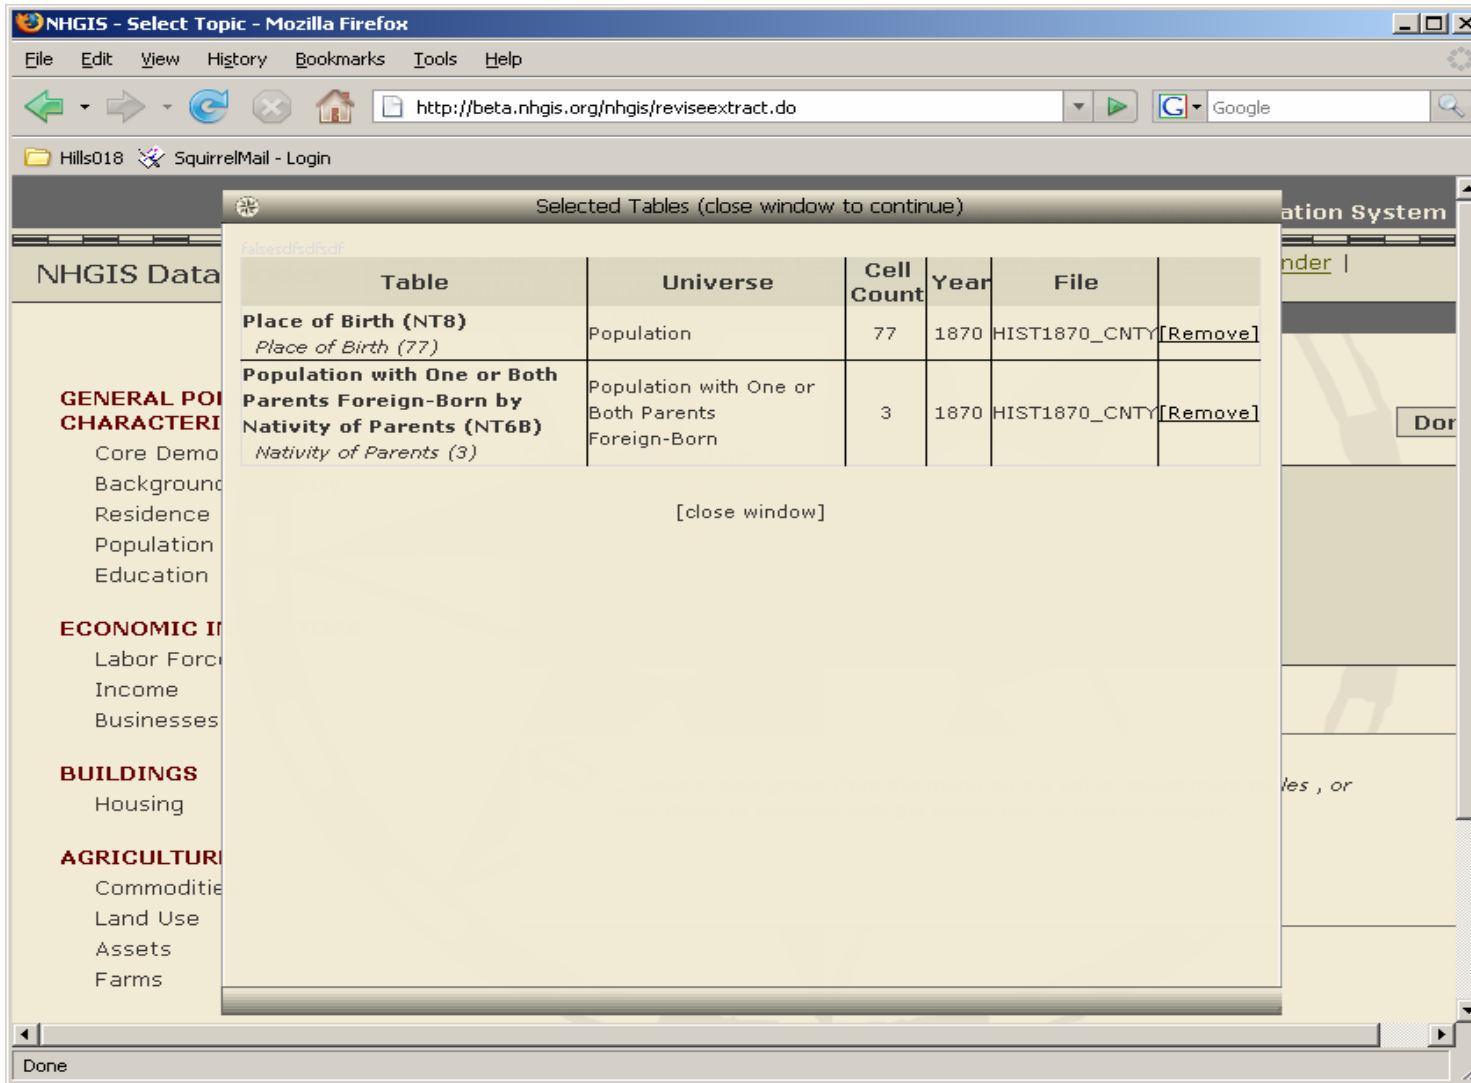 NHGIS - Select Topic - Mozilla Firefox
File Edit View History Bookmarks Tools Help
http://beta.nhgis.org/nhgis/reviseextract.do
G Google
Hills018 SquirrelMail - Login
Selected Tables (close window to continue)
ation System
falsesdfsdfsdf
NHGIS Data
nder |
Table Universe Cell Count Year File
Place of Birth (NT8)
Place of Birth (77)
Population 77 1870 HIST1870_CNTY [Remove]
Population with One or Both
Parents Foreign-Born by
Nativity of Parents (NT6B)
Nativity of Parents (3)
Population with One or
Both Parents
Foreign-Born
3 1870 HIST1870_CNTY [Remove]
[close window]
GENERAL POI
CHARACTERI
Core Demo
Background
Residence
Population
Education
Dor
ECONOMIC II
Labor Forc
Income
Businesses
BUILDINGS
Housing
les , or
AGRICULTURI
Commoditie
Land Use
Assets
Farms
Done